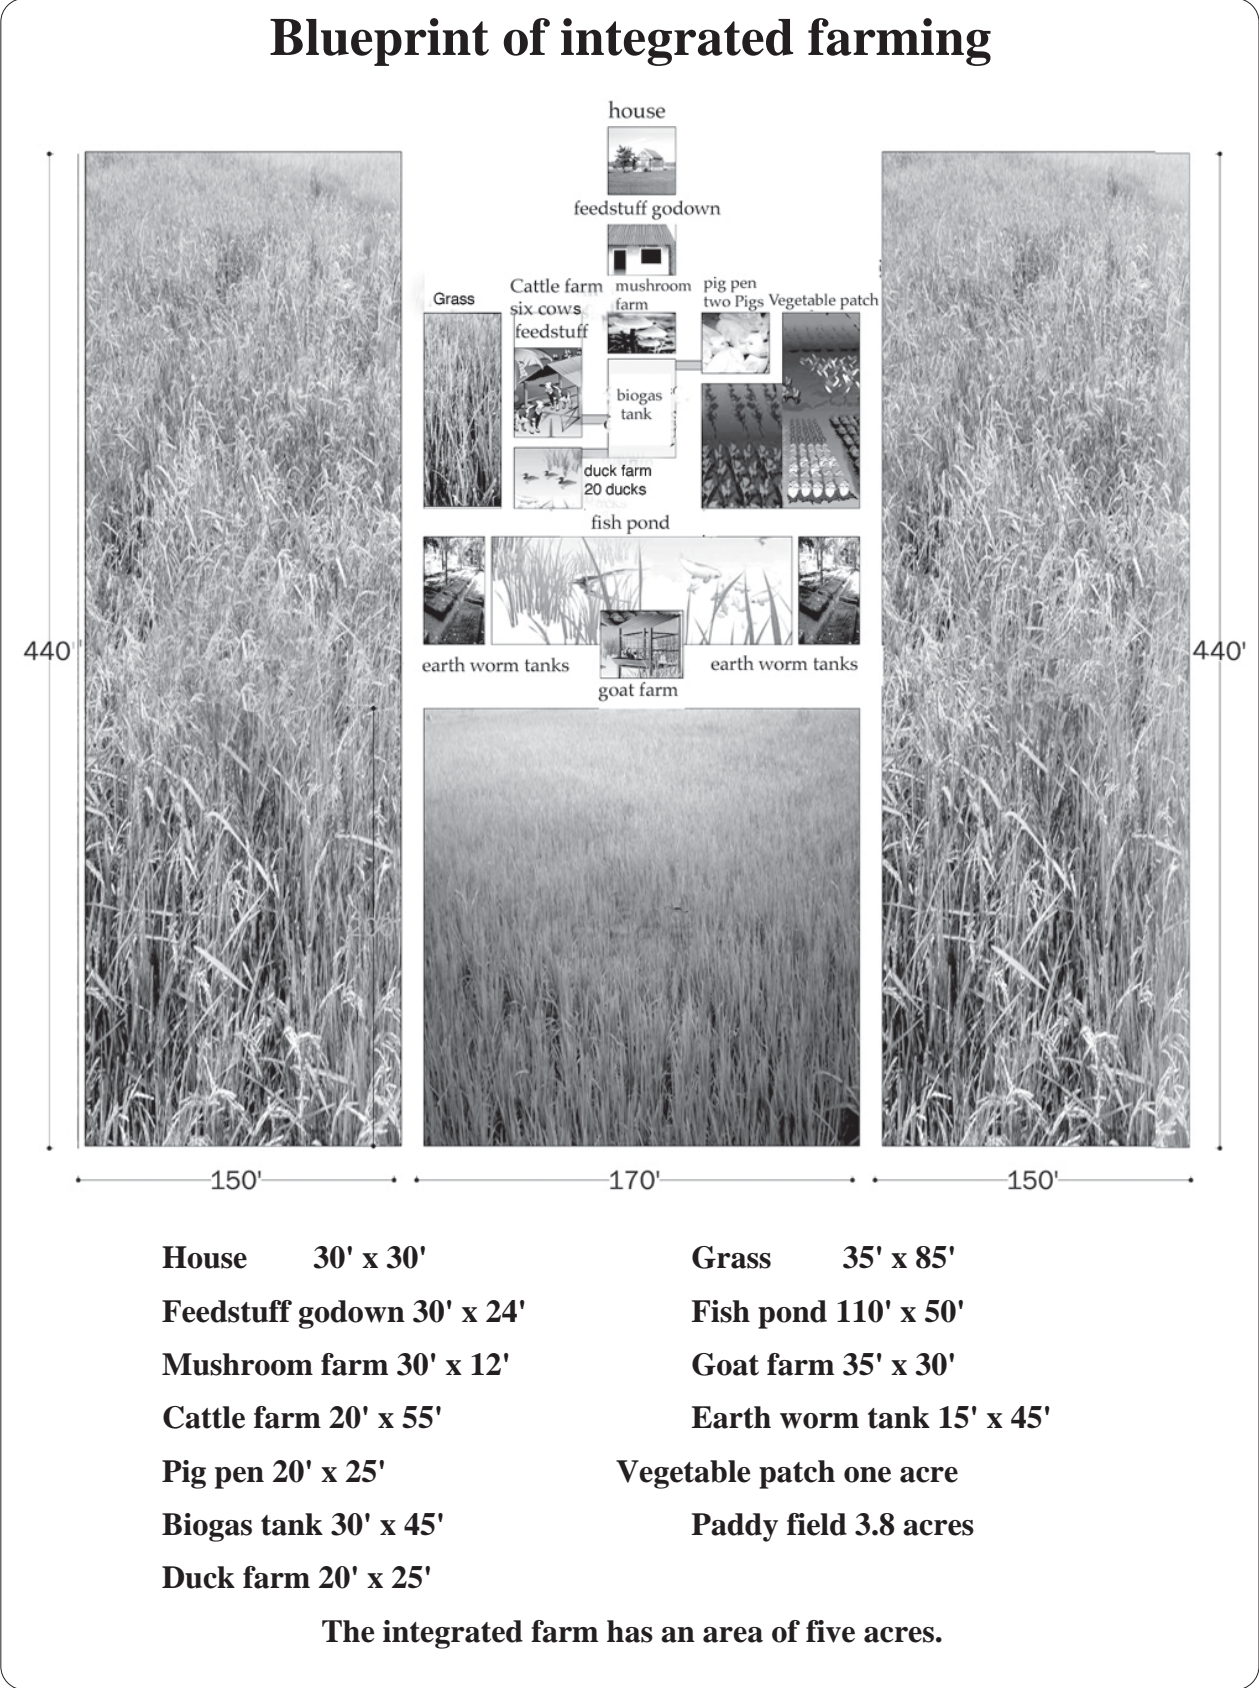 Blueprint of integrated farming
house
feedstuff godown
Cattle farm
six cows
feedstuff
mushroom
farm
pig pen
two Pigs
Vegetable patch
Grass
biogas
tank
duck farm
20 ducks
fish pond
440'
440'
earth worm tanks
earth worm tanks
goat farm
150'
170'
150'
House 30' x 30'
Grass 35' x 85'
Feedstuff godown 30' x 24'
Fish pond 110' x 50'
Mushroom farm 30' x 12'
Goat farm 35' x 30'
Cattle farm 20' x 55'
Earth worm tank 15' x 45'
Pig pen 20' x 25'
Vegetable patch one acre
Biogas tank 30' x 45'
Paddy field 3.8 acres
Duck farm 20' x 25'
The integrated farm has an area of five acres.